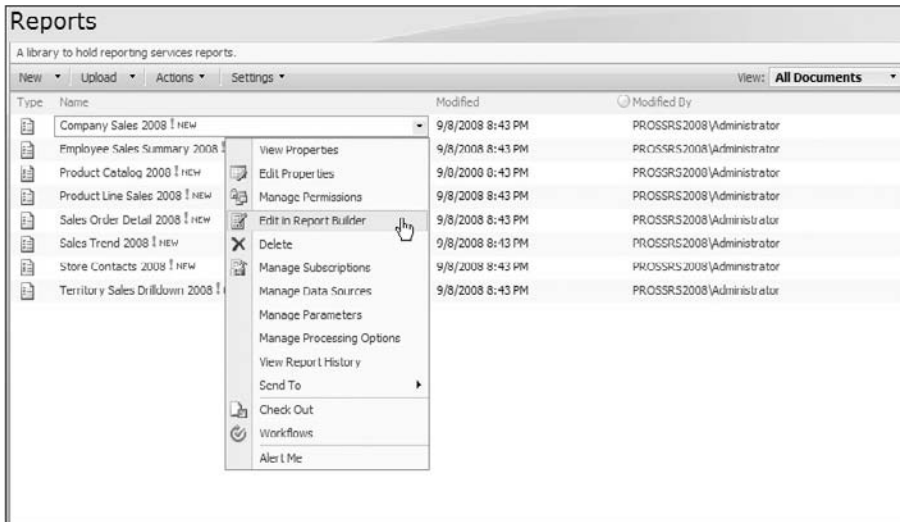 Reports
A library to hold reporting services reports.
New Upload Actions Settings View: All Documents
Type Name Modified Modified By
Company Sales 2008 ! NEW 9/8/2008 8:43 PM PROSSRS2008\Administrator
Employee Sales Summary 2008 ! 9/8/2008 8:43 PM PROSSRS2008\Administrator
Product Catalog 2008 ! NEW 9/8/2008 8:43 PM PROSSRS2008\Administrator
Product Line Sales 2008 ! NEW 9/8/2008 8:43 PM PROSSRS2008\Administrator
Sales Order Detail 2008 ! NEW 9/8/2008 8:43 PM PROSSRS2008\Administrator
Sales Trend 2008 ! NEW 9/8/2008 8:43 PM PROSSRS2008\Administrator
Store Contacts 2008 ! NEW 9/8/2008 8:43 PM PROSSRS2008\Administrator
Territory Sales Drilldown 2008 ! 9/8/2008 8:43 PM PROSSRS2008\Administrator
View Properties
Edit Properties
Manage Permissions
Edit in Report Builder
Delete
Manage Subscriptions
Manage Data Sources
Manage Parameters
Manage Processing Options
View Report History
Send To
Check Out
Workflows
Alert Me